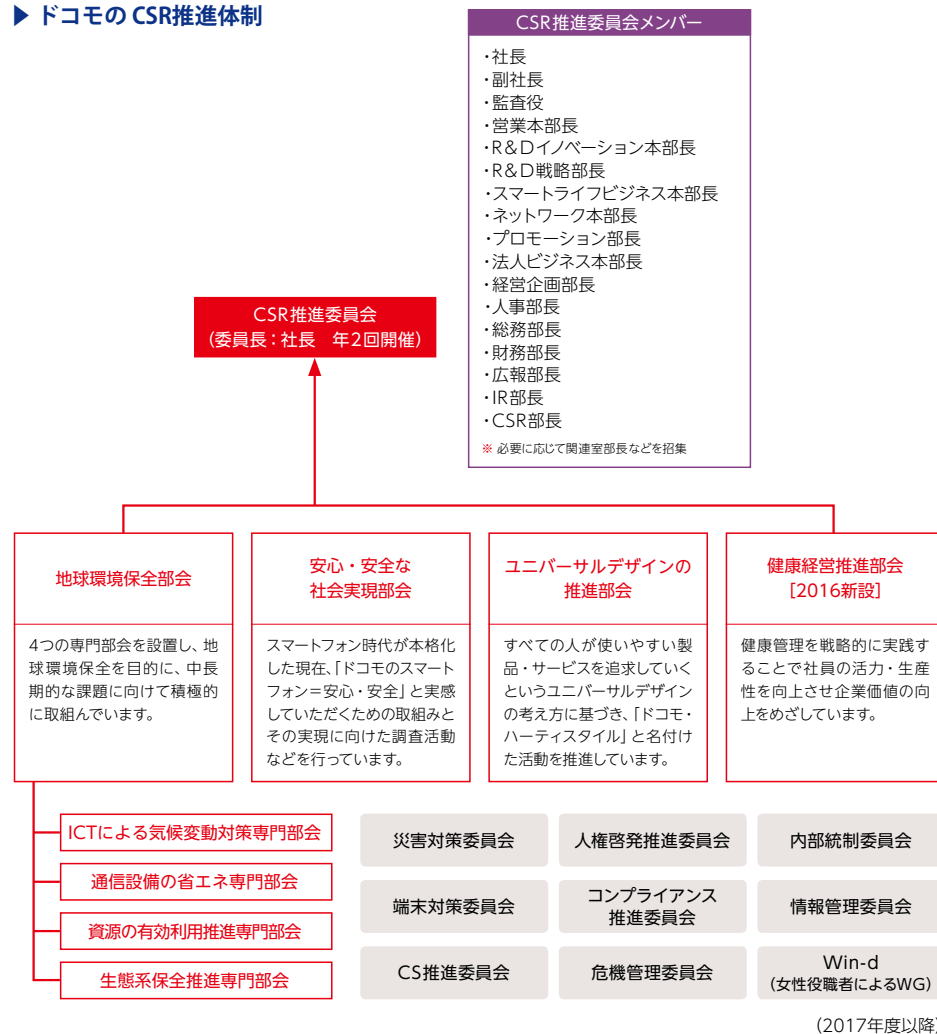 ▶ ドコモの CSR推進体制
CSR推進委員会メンバー
・社長
・副社長
・監査役
・営業本部長
・R&Dイノベーション本部長
・R&D戦略部長
・スマートライフビジネス本部長
・ネットワーク本部長
・プロモーション部長
・法人ビジネス本部長
・経営企画部長
・人事部長
・総務部長
・財務部長
・広報部長
・IR部長
・CSR部長
※ 必要に応じて関連室部長などを招集
CSR推進委員会
(委員長:社長 年2回開催)
地球環境保全部会
4つの専門部会を設置し、地
球環境保全を目的に、中長
期的な課題に向けて積極的
に取組んでいます。
安心・安全な
社会実現部会
スマートフォン時代が本格化
した現在、「ドコモのスマート
フォン=安心・安全」と実感
していただくための取組みと
その実現に向けた調査活動
などを行っています。
ユニバーサルデザインの
推進部会
すべての人が使いやすい製
品・サービスを追求していく
というユニバーサルデザイン
の考え方に基づき、「ドコモ・
ハーティスタイル」と名付け
た活動を推進しています。
健康経営推進部会
[2016新設]
健康管理を戦略的に実践す
ることで社員の活力・生産
性を向上させ企業価値の向
上をめざしています。
ICTによる気候変動対策専門部会
通信設備の省エネ専門部会
資源の有効利用推進専門部会
生態系保全推進専門部会
災害対策委員会
人権啓発推進委員会
内部統制委員会
端末対策委員会
コンプライアンス
推進委員会
情報管理委員会
CS推進委員会
危機管理委員会
Win-d
(女性役職者によるWG)
(2017年度以降)